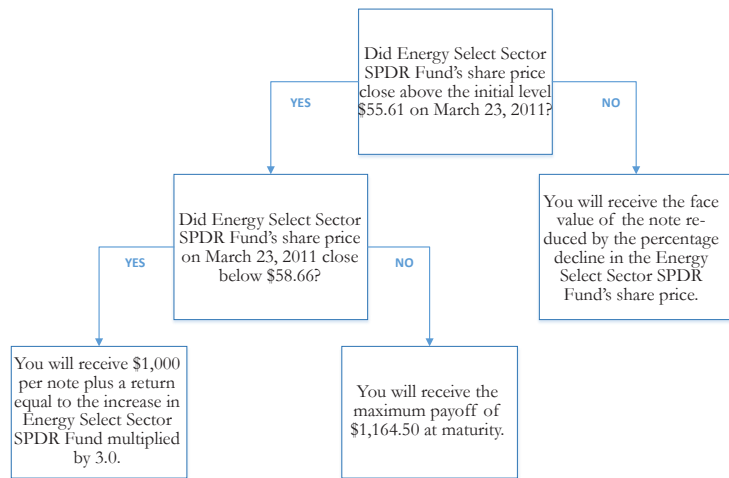 Did Energy Select Sector
SPDR Fund's share price
close above the initial level
$55.61 on March 23, 2011?
YES
NO
Did Energy Select Sector
SPDR Fund's share price
on March 23, 2011 close
below $58.66?
You will receive the face
value of the note re-
duced by the percentage
decline in the Energy
Select Sector SPDR
Fund's share price.
YES
NO
You will receive $1,000
per note plus a return
equal to the increase in
Energy Select Sector
SPDR Fund multiplied
by 3.0.
You will receive the
maximum payoff of
$1,164.50 at maturity.